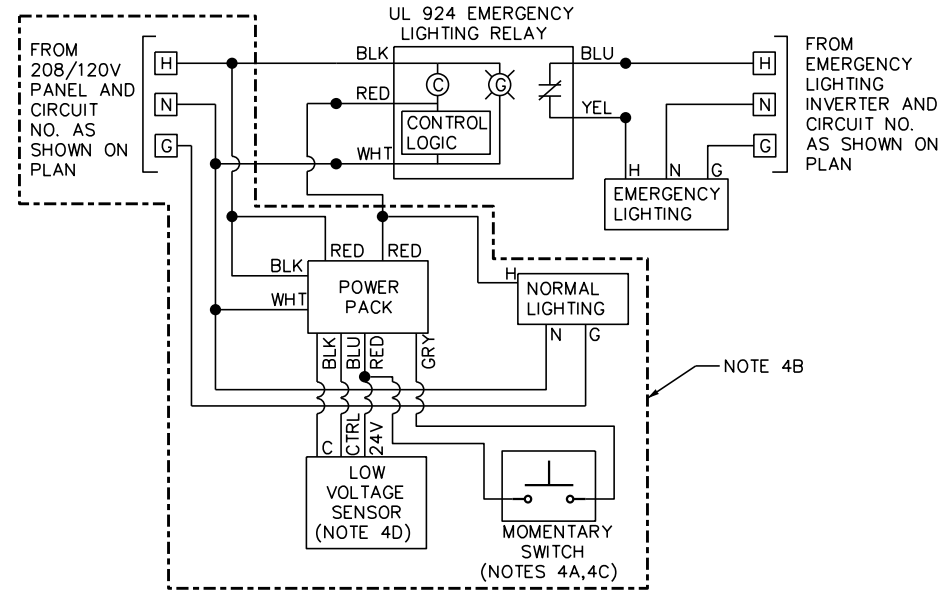 UL 924 EMERGENCY
LIGHTING RELAY
FROM
208/120V
PANEL AND
CIRCUIT
NO. AS
SHOWN ON
PLAN
H
N
G
BLK
RED
WHT
C
G
CONTROL
LOGIC
BLU
YEL
H
N
G
FROM
EMERGENCY
LIGHTING
INVERTER AND
CIRCUIT NO.
AS SHOWN ON
PLAN
H
N
G
EMERGENCY
LIGHTING
RED
RED
BLK
WHT
POWER
PACK
H
NORMAL
LIGHTING
N
G
BLK
BLU
RED
GRY
NOTE 4B
C
CTRL
24V
LOW
VOLTAGE
SENSOR
(NOTE 4D)
MOMENTARY
SWITCH
(NOTES 4A,4C)